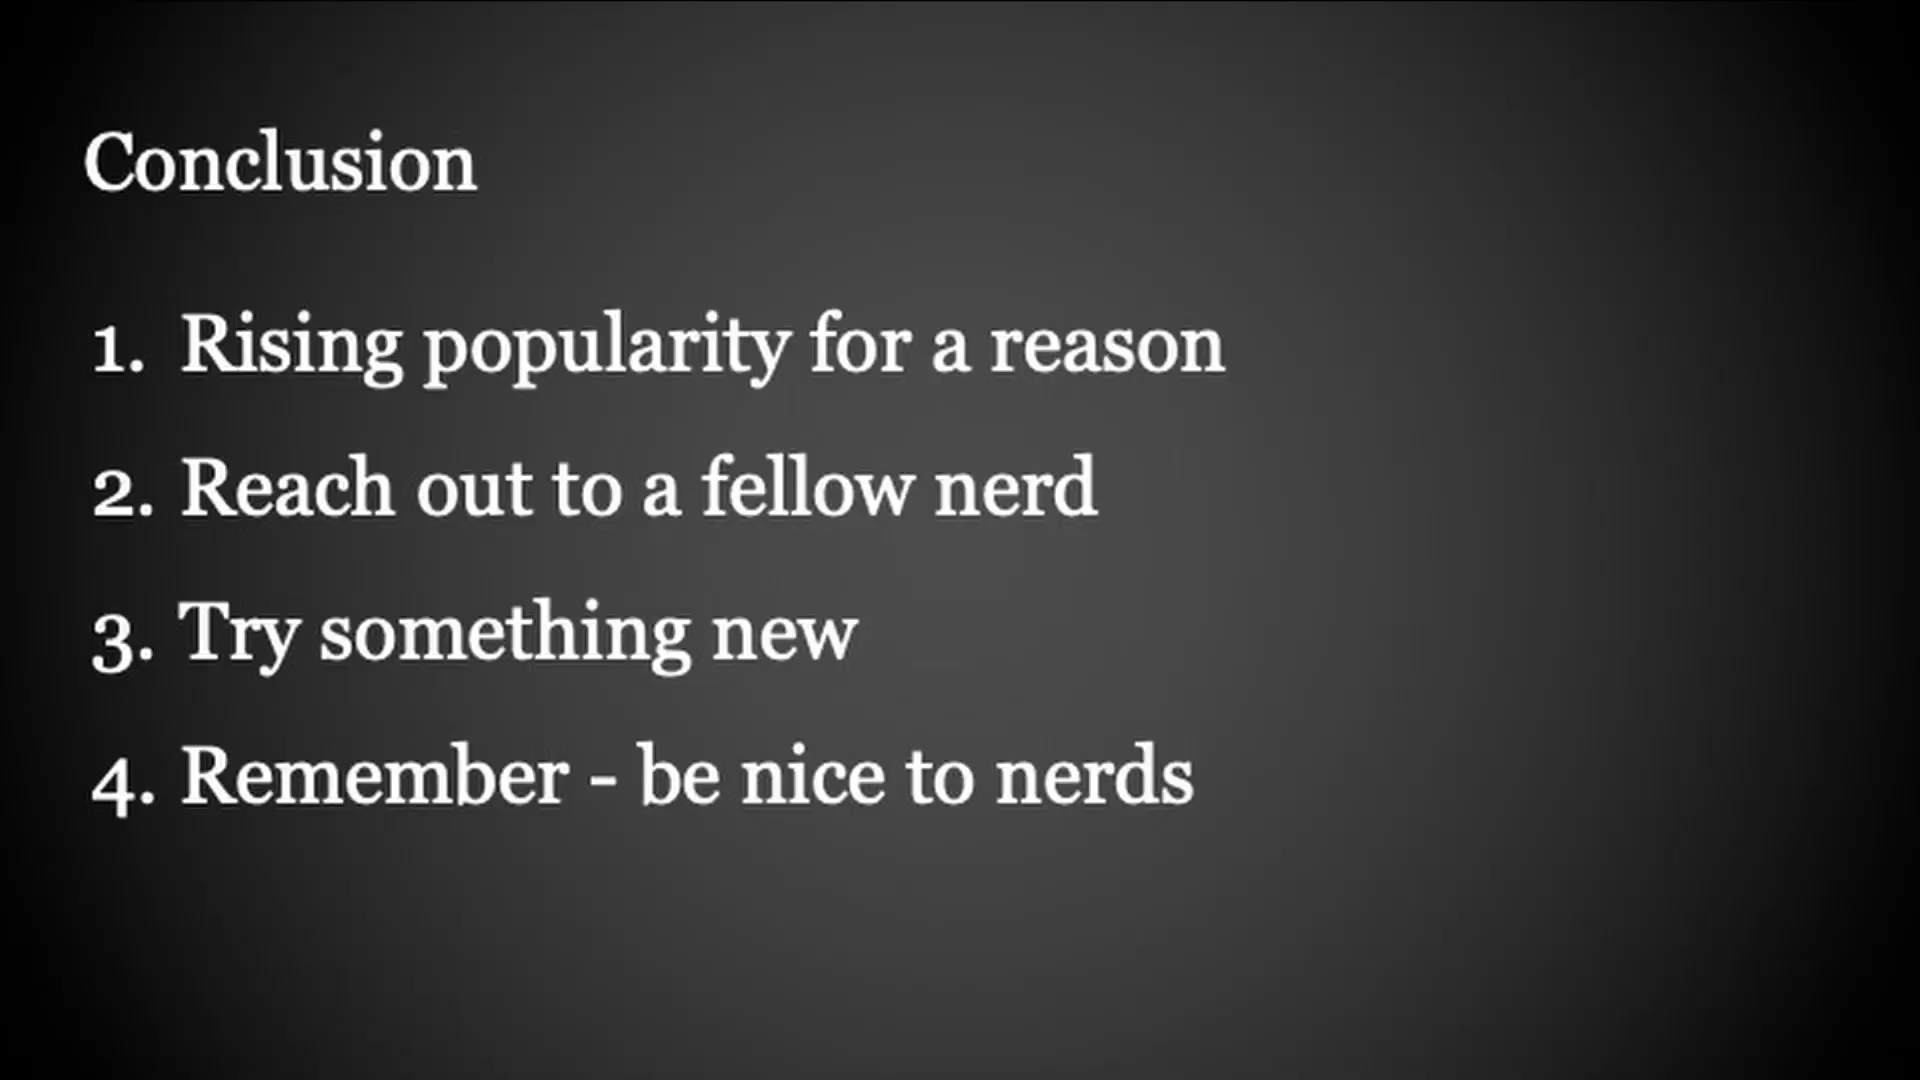 Conclusion
1. Rising popularity for a reason
2. Reach out to a fellow nerd
3. Try something new
4. Remember - be nice to nerds